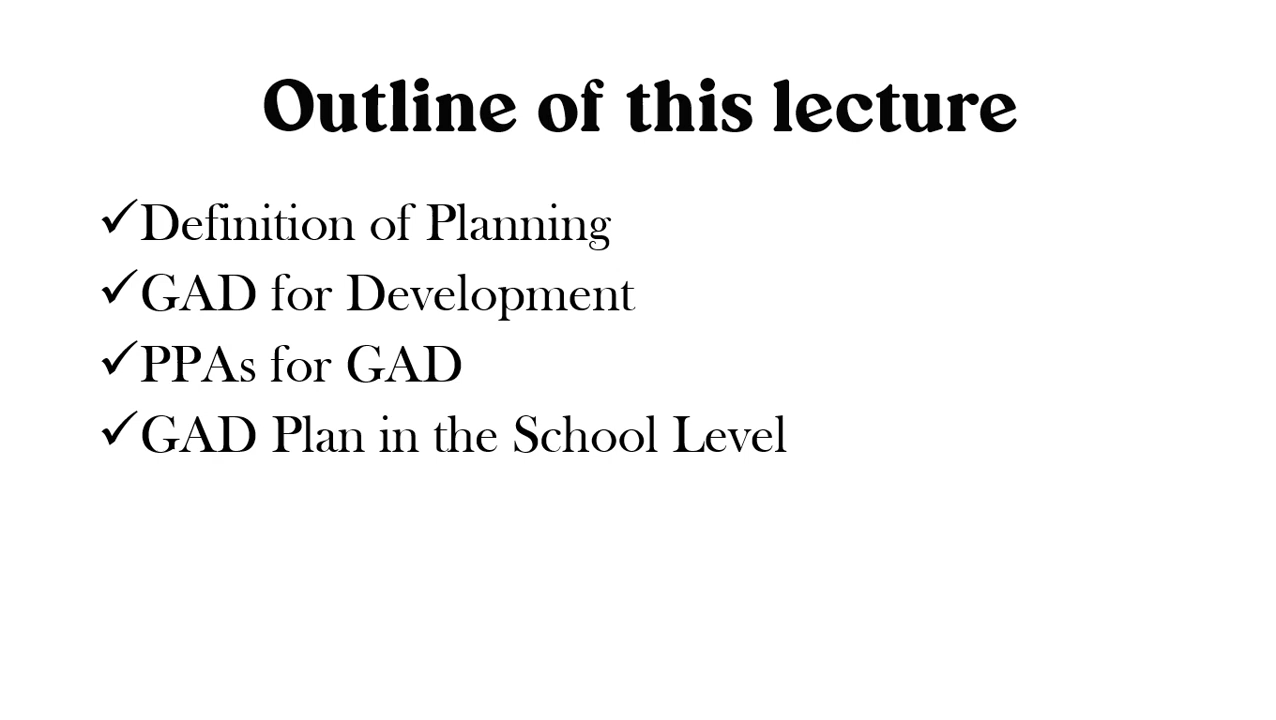 Outline of this lecture
✓Definition of Planning
✓GAD for Development
✓PPAs for GAD
✓GAD Plan in the School Level